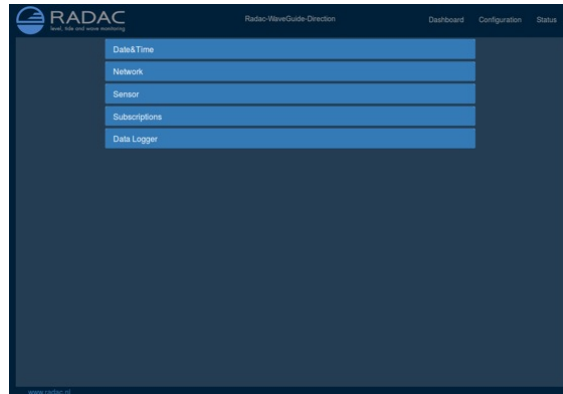 RADAC
level, tide and wave monitoring
Radac-WaveGuide-Direction
Dashboard Configuration Status
Date&Time
Network
Sensor
Subscriptions
Data Logger
www.radac.nl